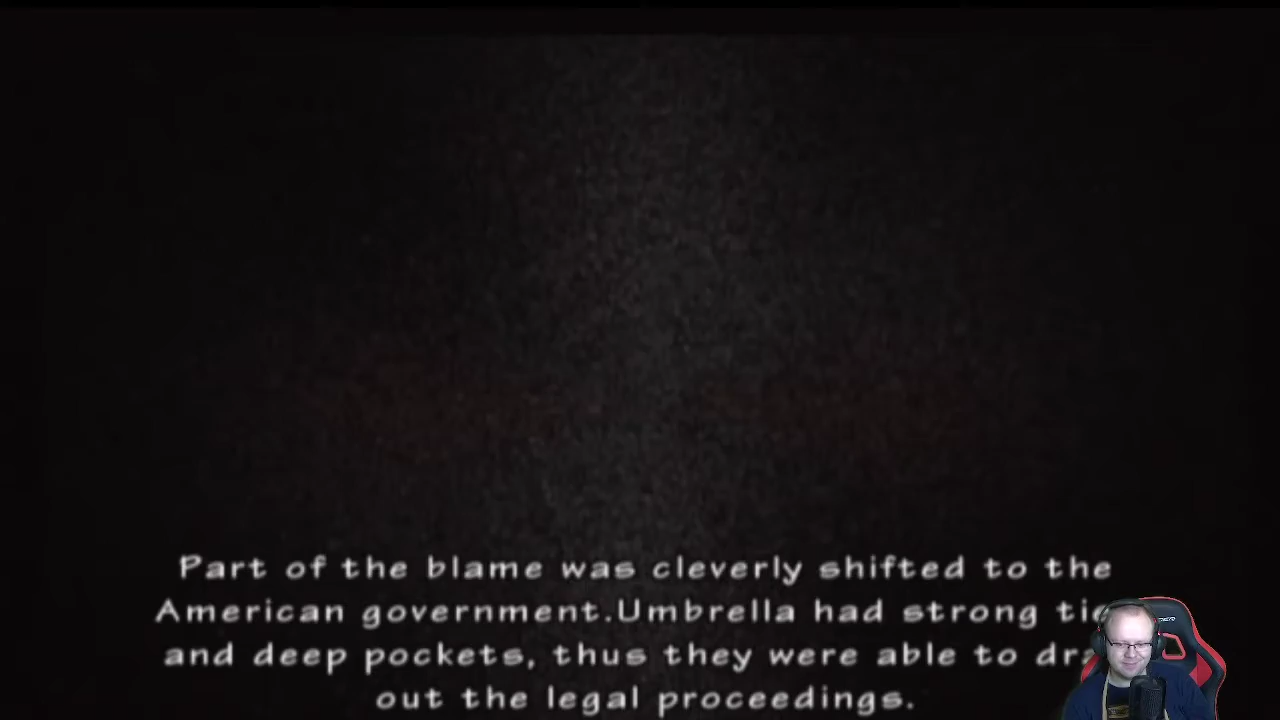 Part of the blame was cleverly shifted to the
American government.Umbrella had strong
and deep pockets, thus they were able to
out the legal proceedings.